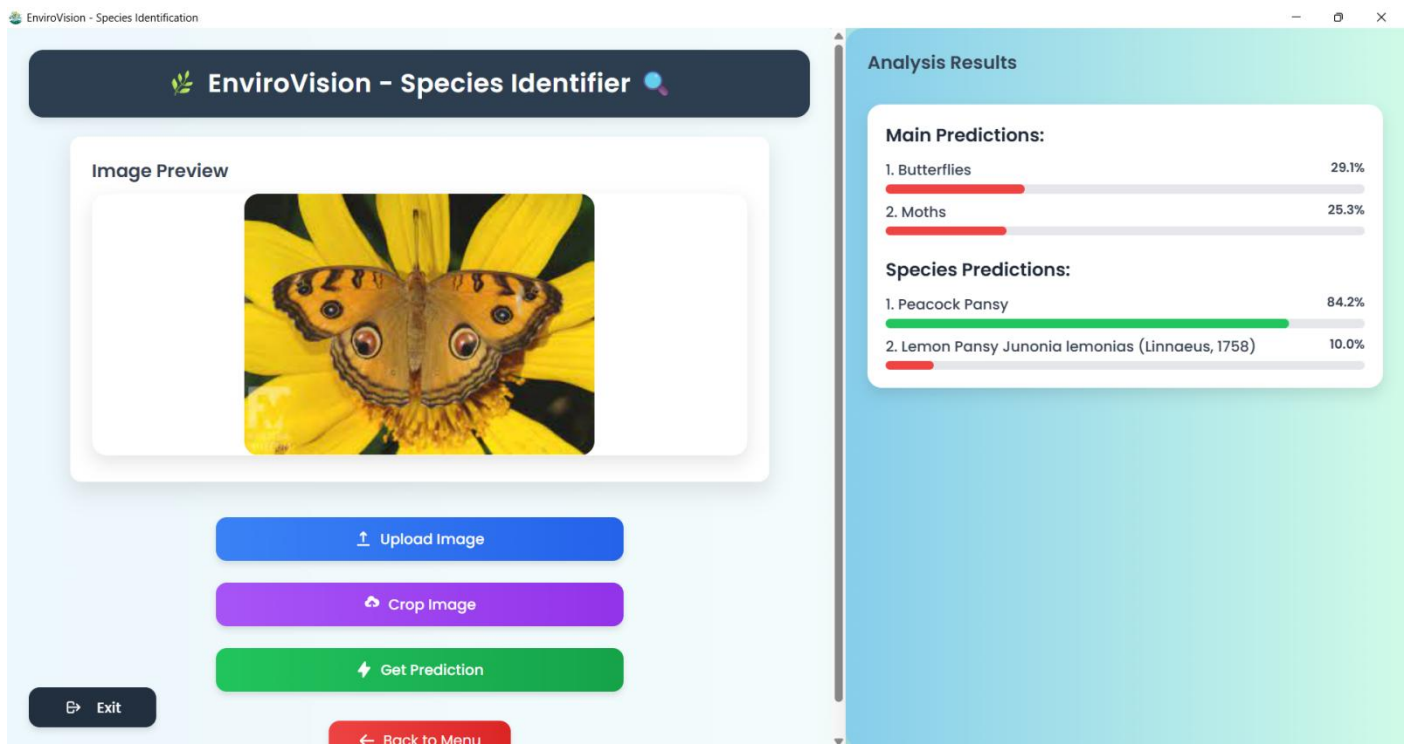 EnviroVision - Species Identification
EnviroVision - Species Identifier
Image Preview
Upload Image
Crop Image
Get Prediction
Exit
Back to Menu
Analysis Results
Main Predictions:
1. Butterflies 29.1%
2. Moths 25.3%
Species Predictions:
1. Peacock Pansy 84.2%
2. Lemon Pansy Junonia lemonias (Linnaeus, 1758) 10.0%